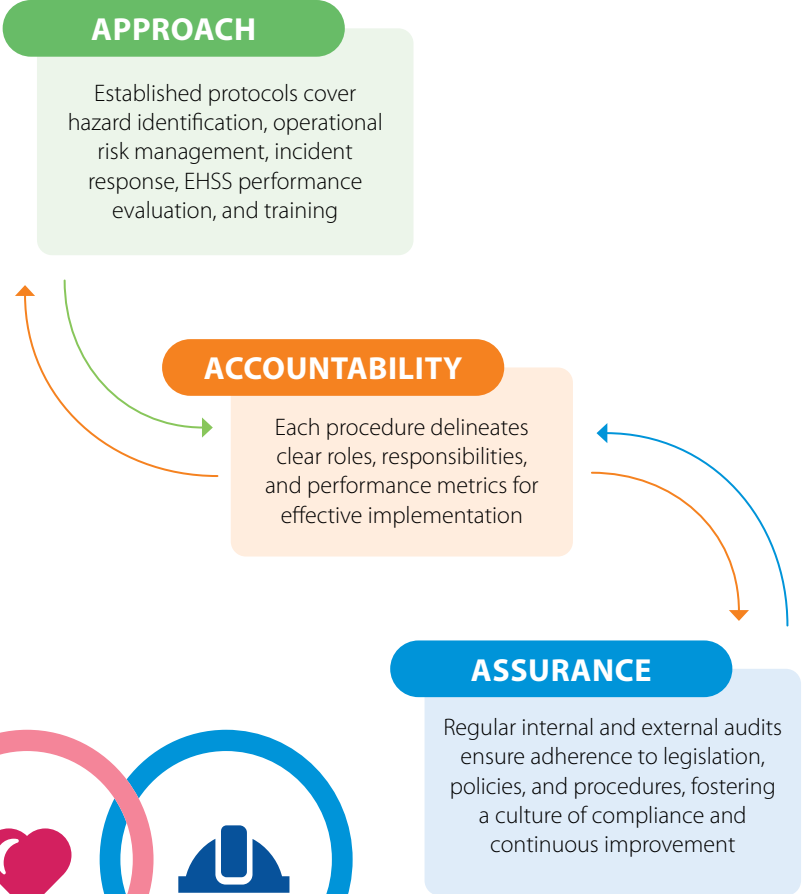 APPROACH
Established protocols cover
hazard identification, operational
risk management, incident
response, EHSS performance
evaluation, and training
ACCOUNTABILITY
Each procedure delineates
clear roles, responsibilities,
and performance metrics for
effective implementation
ASSURANCE
Regular internal and external audits
ensure adherence to legislation,
policies, and procedures, fostering
a culture of compliance and
continuous improvement